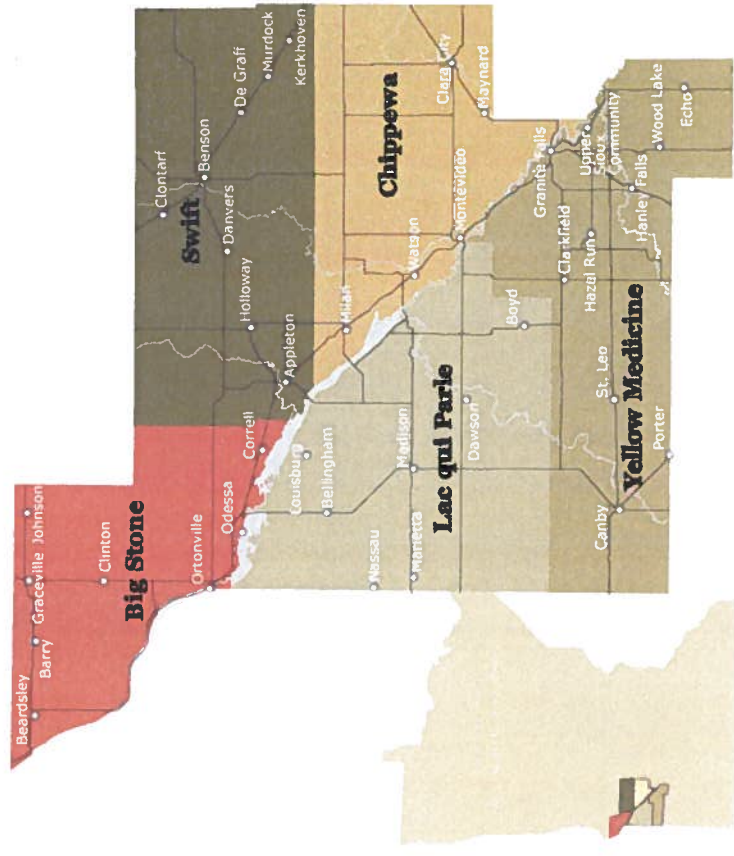 Beardsley
Barry
Graceville
Johnson
Clinton
Big Stone
Ortonville
Odessa
Correll
Clontarf
Swift
Benson
De Graff
Murdock
Kerkhoven
Danvers
Holloway
Appleton
Louisburg
Bellingham
Nassau
Marietta
Madison
Lac qui Parle
Dawson
Boyd
Milan
Chippewa
Watson
Montevideo
Clara City
Maynard
Granite Falls
Upper
Sioux
Community
Wood Lake
Echo
Hanley Falls
Clarkfield
Hazul Run
St. Leo
Yellow Medicine
Canby
Porter